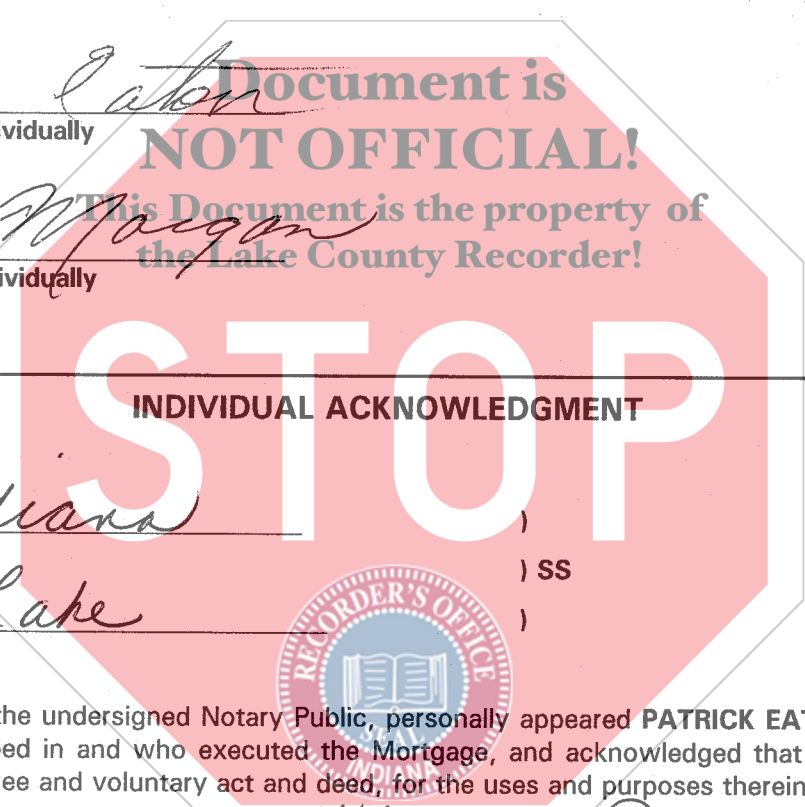 Eaton
Document is
ividually
NOT OFFICIAL!
This Document is the property of
Morgan
the Lake County Recorder!
ividually
STOP
INDIVIDUAL ACKNOWLEDGMENT
diana )
) SS
Lake )
RECORDER'S OFFICE
the undersigned Notary Public, personally appeared PATRICK EAT
bed in and who executed the Mortgage, and acknowledged that
SEAL
INDIANA
ree and voluntary act and deed, for the uses and purposes therein